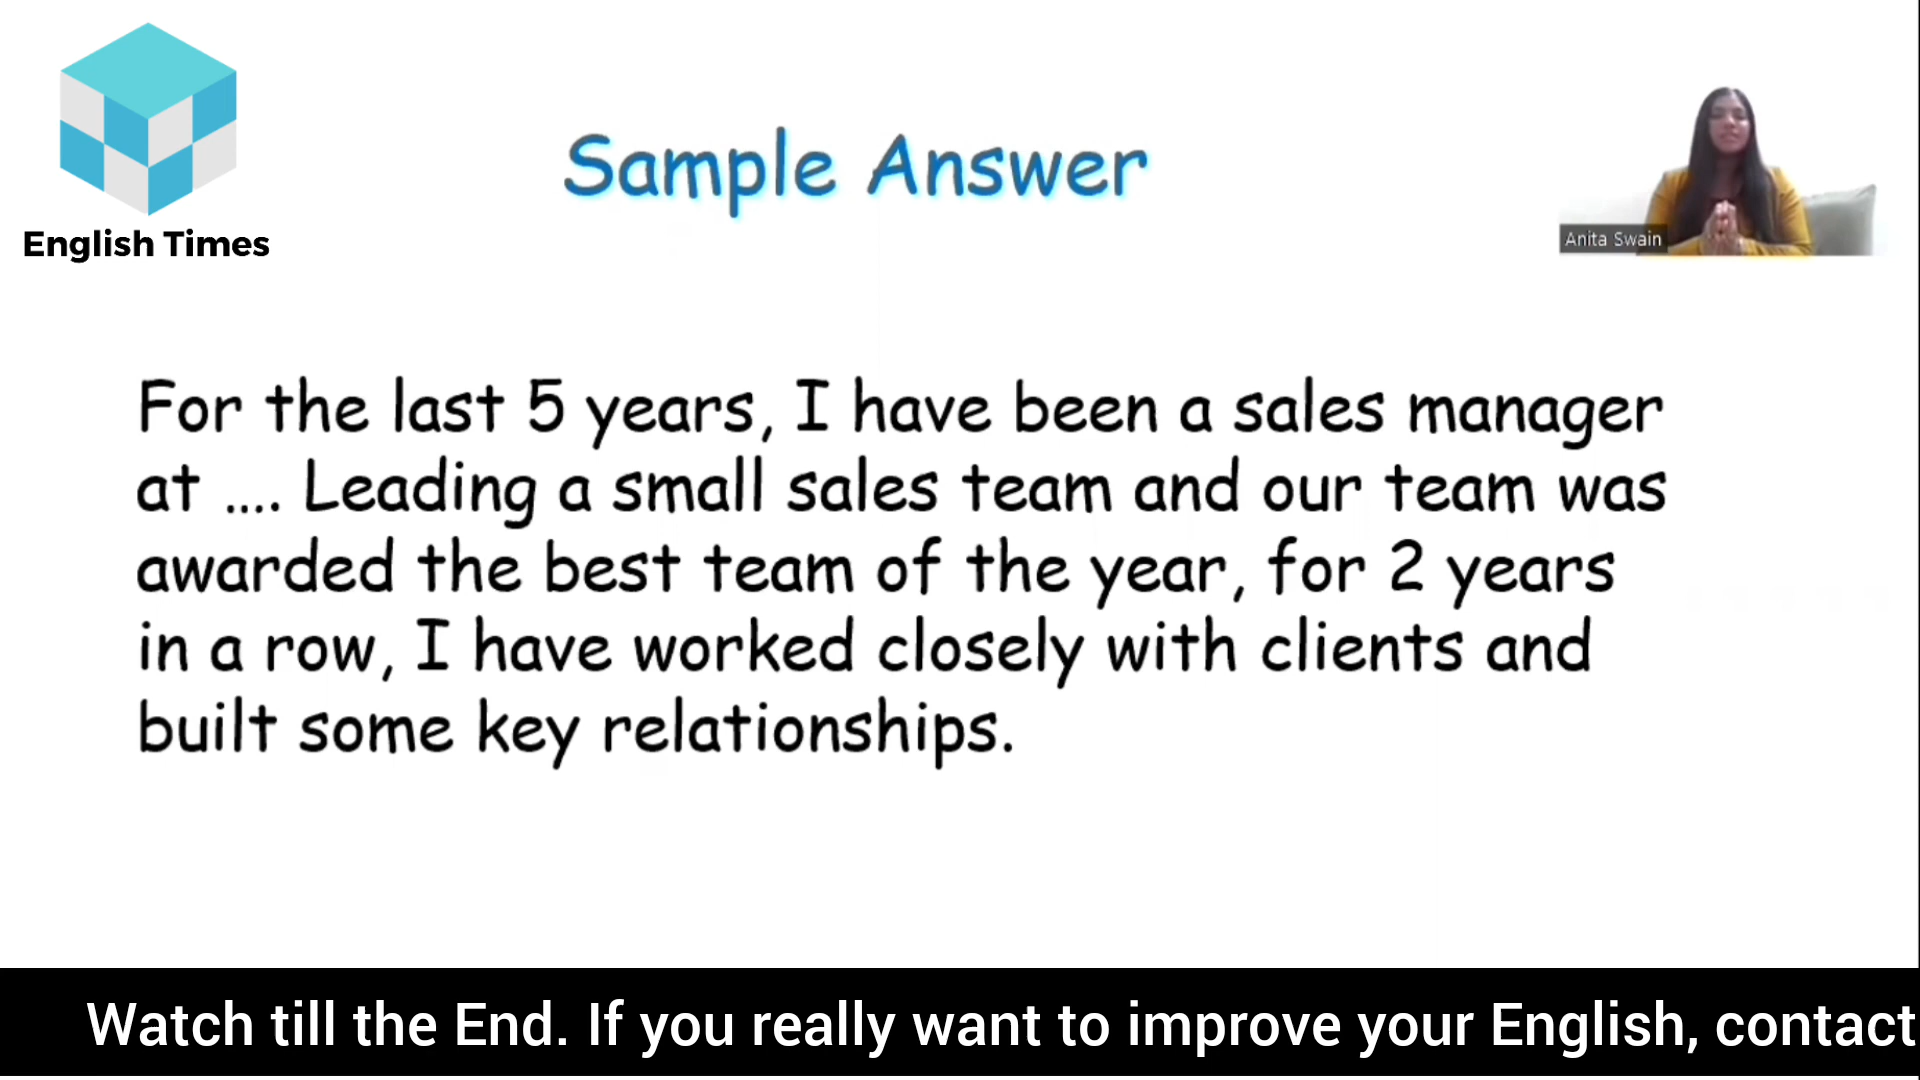 English Times
Sample Answer
Anita Swain
For the last 5 years, I have been a sales manager
at .... Leading a small sales team and our team was
awarded the best team of the year, for 2 years
in a row, I have worked closely with clients and
built some key relationships.
Watch till the End. If you really want to improve your English, contact